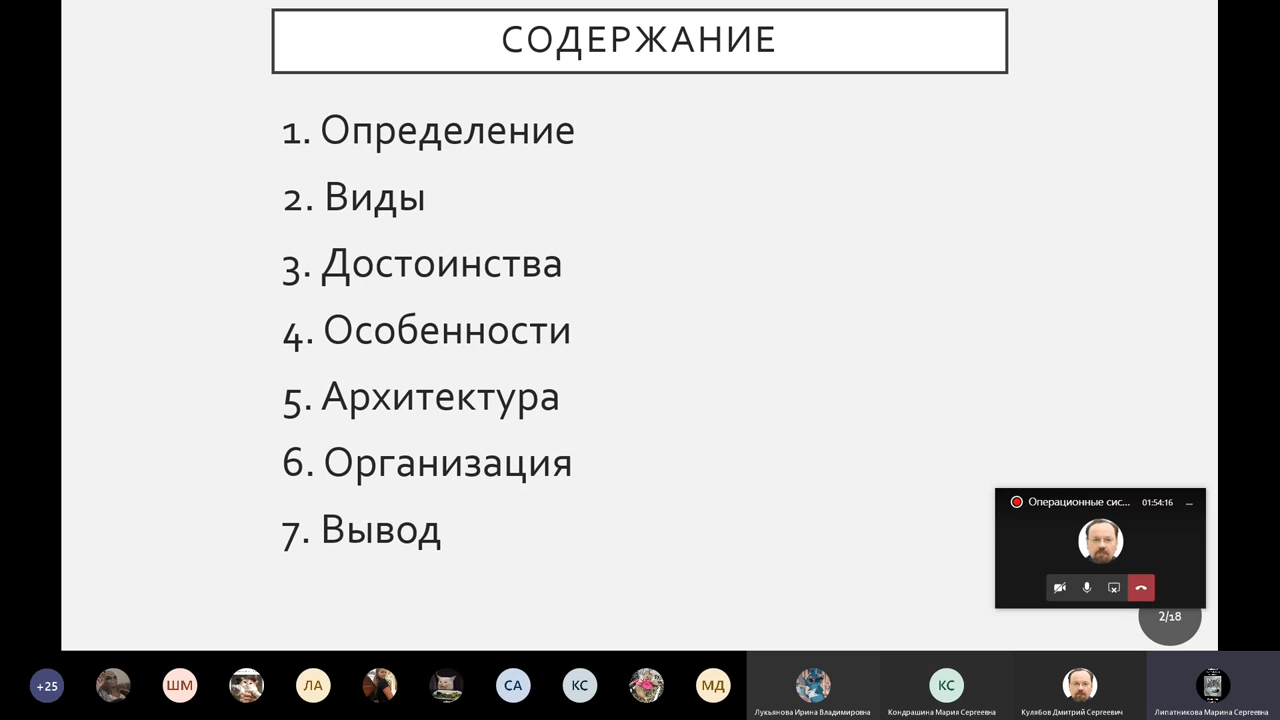 СОДЕРЖАНИЕ
1. Определение
2. Виды
3. Достоинства
4. Особенности
5. Архитектура
6. Организация
7. Вывод
Операционные сис... 01:54:16
2/18
+25
ШМ
ЛА
СА
КС
МД
КС
Лукьянова Ирина Владимировна
Кондрашина Мария Сергеевна
Кулябов Дмитрий Сергеевич
Липатникова Марина Сергеевна